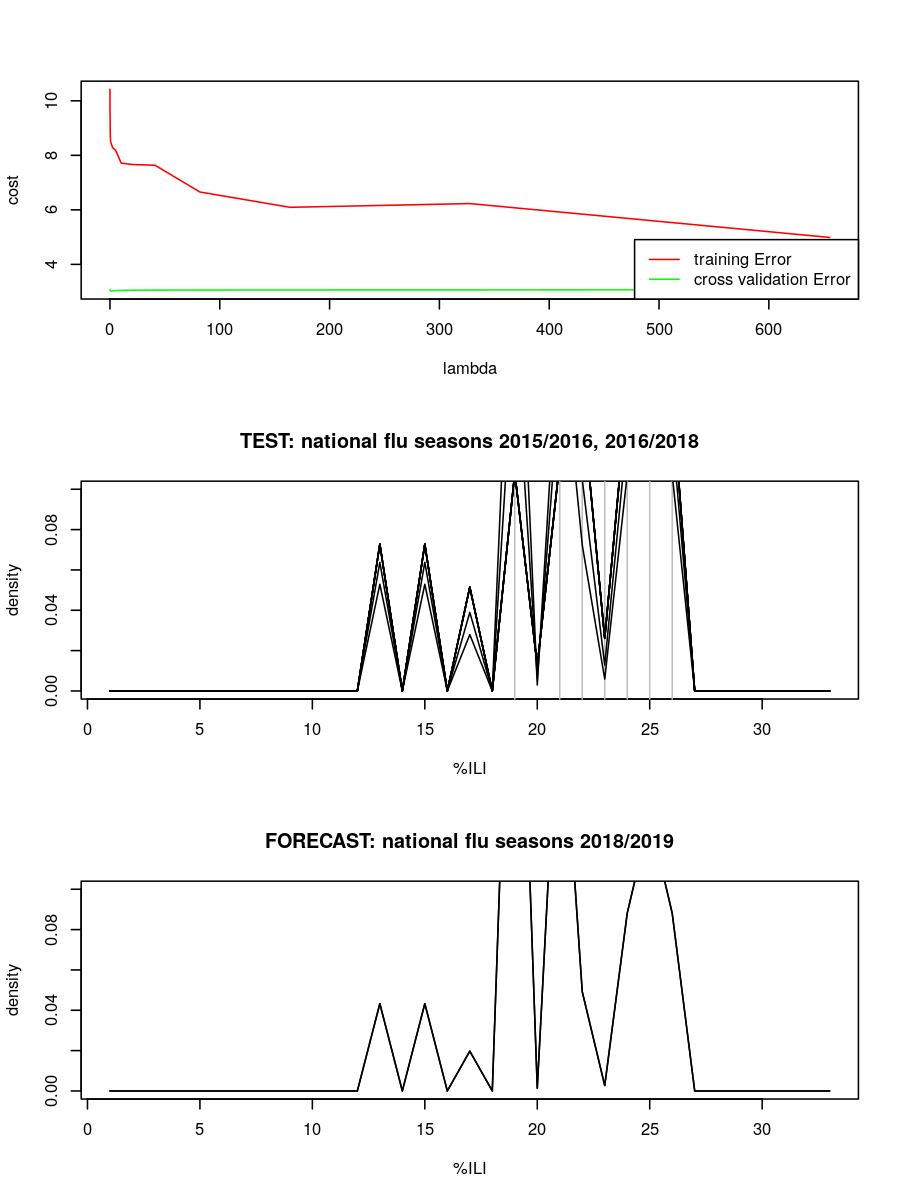 10
8
6
4
cost
training Error
cross validation Error
0 100 200 300 400 500 600
lambda
TEST: national flu seasons 2015/2016, 2016/2018
0.08
0.04
0.00
density
0 5 10 15 20 25 30
%ILI
FORECAST: national flu seasons 2018/2019
0.08
0.04
0.00
density
0 5 10 15 20 25 30
%ILI